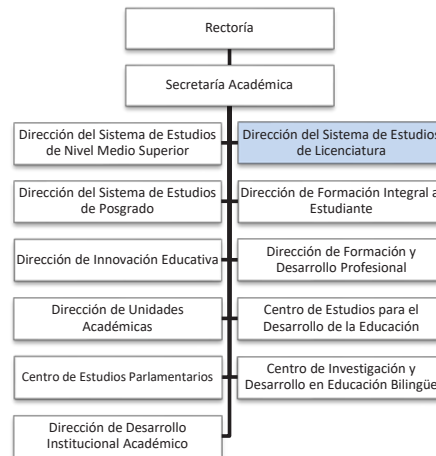 Rectoría
Secretaría Académica
Dirección del Sistema de Estudios
de Nivel Medio Superior
Dirección del Sistema de Estudios
de Licenciatura
Dirección del Sistema de Estudios
de Posgrado
Dirección de Formación Integral a
Estudiante
Dirección de Innovación Educativa
Dirección de Formación y
Desarrollo Profesional
Dirección de Unidades
Académicas
Centro de Estudios para el
Desarrollo de la Educación
Centro de Estudios Parlamentarios
Centro de Investigación y
Desarrollo en Educación Bilingüe
Dirección de Desarrollo
Institucional Académico